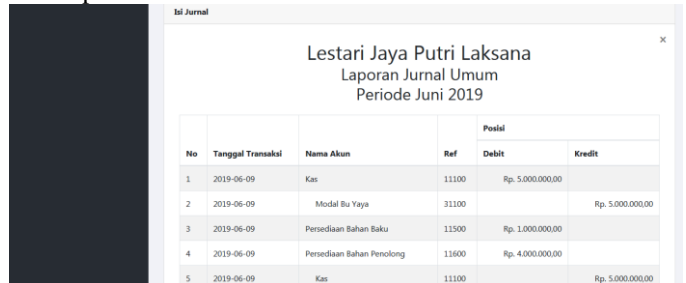 Isi Jurnal
×
Lestari Jaya Putri Laksana
Laporan Jurnal Umum
Periode Juni 2019
Posisi
No Tanggal Transaksi Nama Akun Ref Debit Kredit
1 2019-06-09 Kas 11100 Rp. 5.000.000,00
2 2019-06-09 Modal Bu Yaya 31100 Rp. 5.000.000,00
3 2019-06-09 Persediaan Bahan Baku 11500 Rp. 1.000.000,00
4 2019-06-09 Persediaan Bahan Penolong 11600 Rp. 4.000.000,00
5 2019-06-09 Kas 11100 Rp. 5.000.000,00